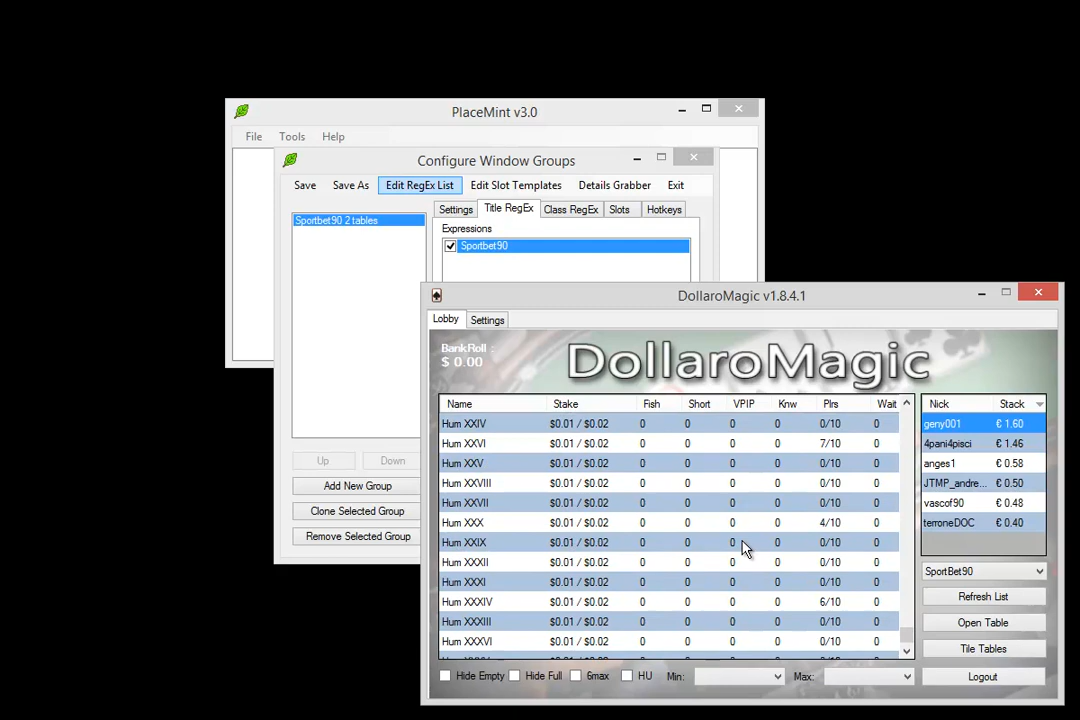 PlaceMint v3.0
File Tools Help
Configure Window Groups
Save Save As Edit RegEx List Edit Slot Templates Details Grabber Exit
Sportbet90 2 tables
Settings Title RegEx Class RegEx Slots Hotkeys
Expressions
Sportbet90
Up Down
Add New Group
Clone Selected Group
Remove Selected Group
DollaroMagic v1.8.4.1
Lobby Settings
BankRoll :
$ 0.00
DollaroMagic
Name Stake Fish Short VPIP Knw Plrs Wait
Hum XXIV $0.01 / $0.02 0 0 0 0 0/10 0
Hum XXVI $0.01 / $0.02 0 0 0 0 7/10 0
Hum XXV $0.01 / $0.02 0 0 0 0 0/10 0
Hum XXVIII $0.01 / $0.02 0 0 0 0 0/10 0
Hum XXVII $0.01 / $0.02 0 0 0 0 0/10 0
Hum XXX $0.01 / $0.02 0 0 0 0 4/10 0
Hum XXIX $0.01 / $0.02 0 0 0 0 0/10 0
Hum XXXII $0.01 / $0.02 0 0 0 0 0/10 0
Hum XXXI $0.01 / $0.02 0 0 0 0 0/10 0
Hum XXXIV $0.01 / $0.02 0 0 0 0 6/10 0
Hum XXXIII $0.01 / $0.02 0 0 0 0 0/10 0
Hum XXXVI $0.01 / $0.02 0 0 0 0 0/10 0
Nick Stack
geny001 € 1.60
4pani4pisci € 1.46
anges1 € 0.58
JTMP_andre... € 0.50
vascof90 € 0.48
terroneDOC € 0.40
SportBet90
Refresh List
Open Table
Tile Tables
Logout
Hide Empty Hide Full 6max HU Min: Max: